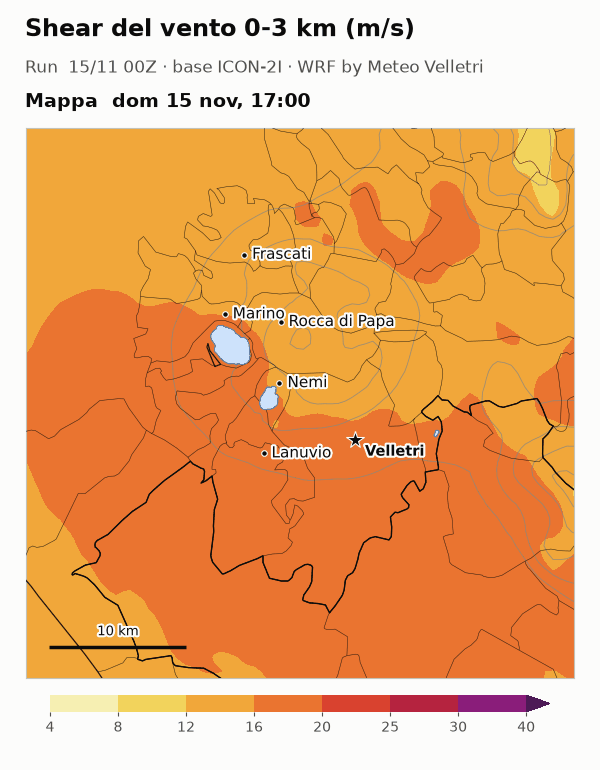 Shear del vento 0-3 km (m/s)
Run  15/11 00Z · base ICON-2I · WRF by Meteo Velletri
Mappa  dom 15 nov, 17:00
Frascati
Marino
Rocca di Papa
Nemi
Lanuvio
Velletri
10 km
4 8 12 16 20 25 30 40